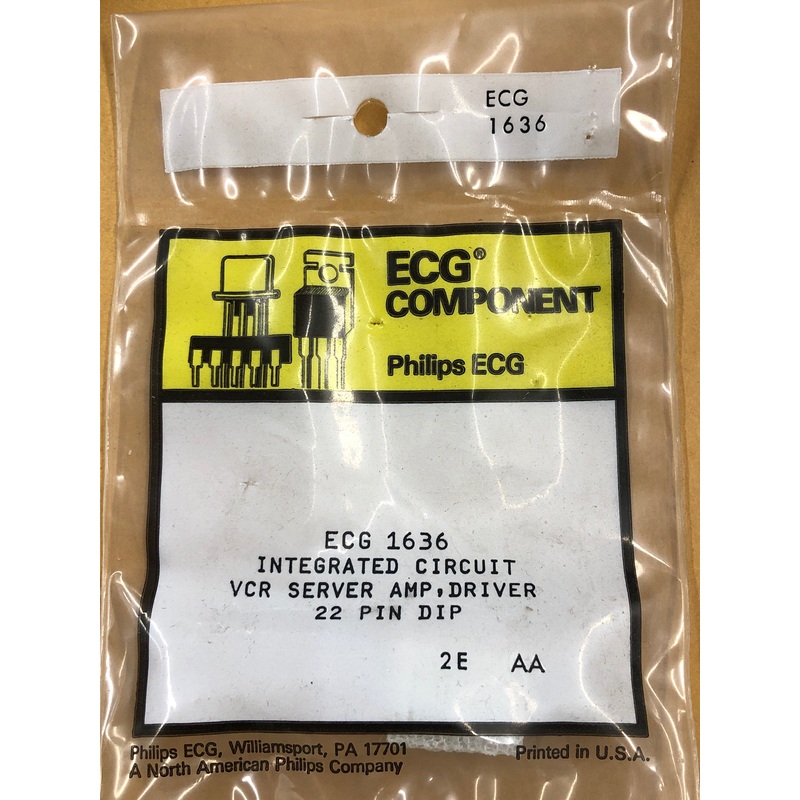 ECG
1636
ECG®
COMPONENT
Philips ECG
ECG 1636
INTEGRATED CIRCUIT
VCR SERVER AMP,DRIVER
22 PIN DIP
2E AA
Philips ECG, Williamsport, PA 17701
A North American Philips Company
Printed in U.S.A.